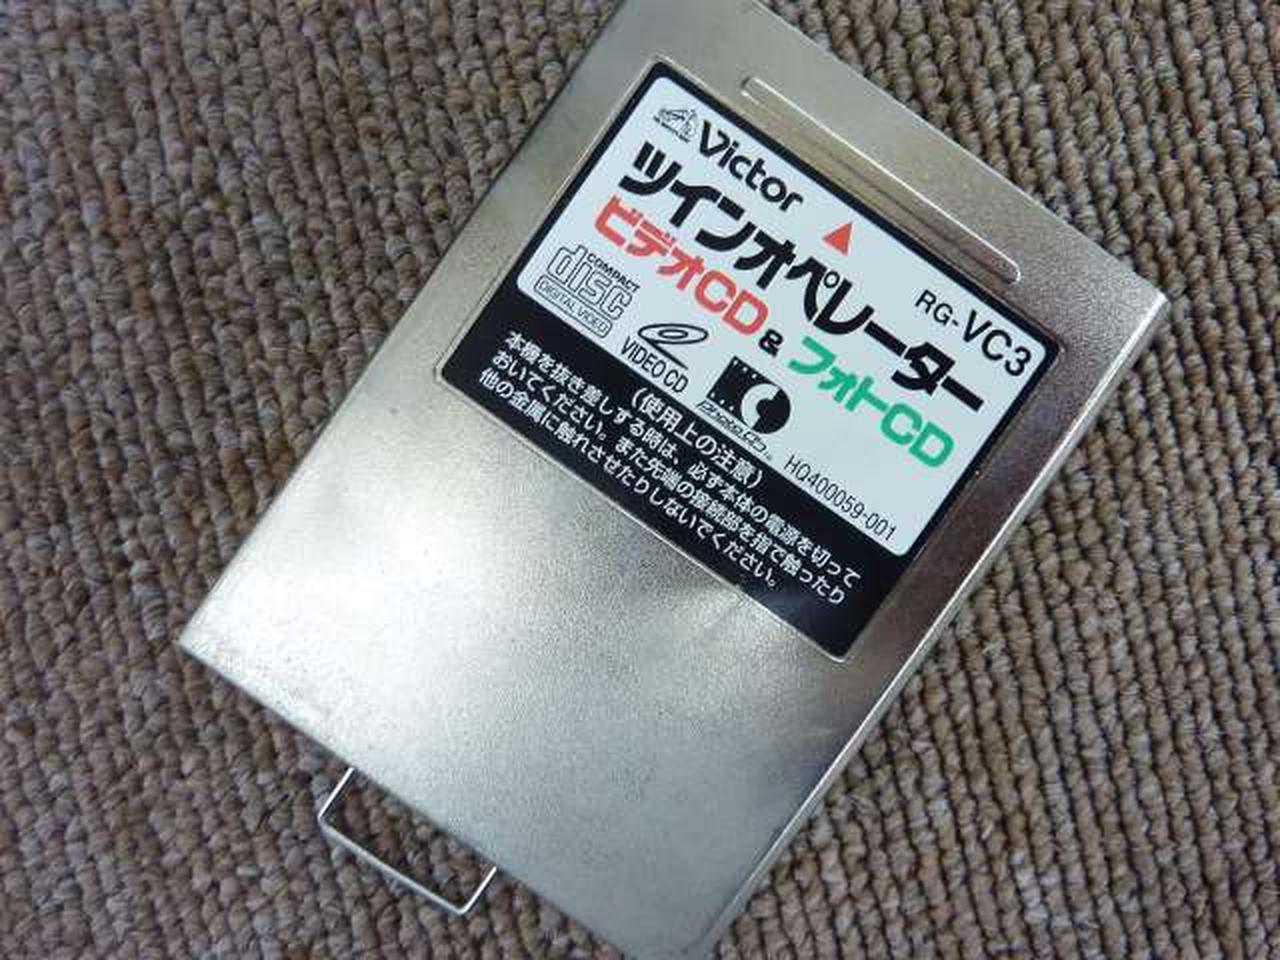 Victor
RG-VC3
ツインオペレーター
ビデオCD & フォトCD
COMPACT
disc
DIGITAL VIDEO
VIDEO CD
Photo CD
HQ400059-001
(使用上の注意)
本機を抜き差しする時は、必ず本体の電源を切って
おいてください。また先端の接続部を指で触ったり
他の金属に触れさせたりしないでください。